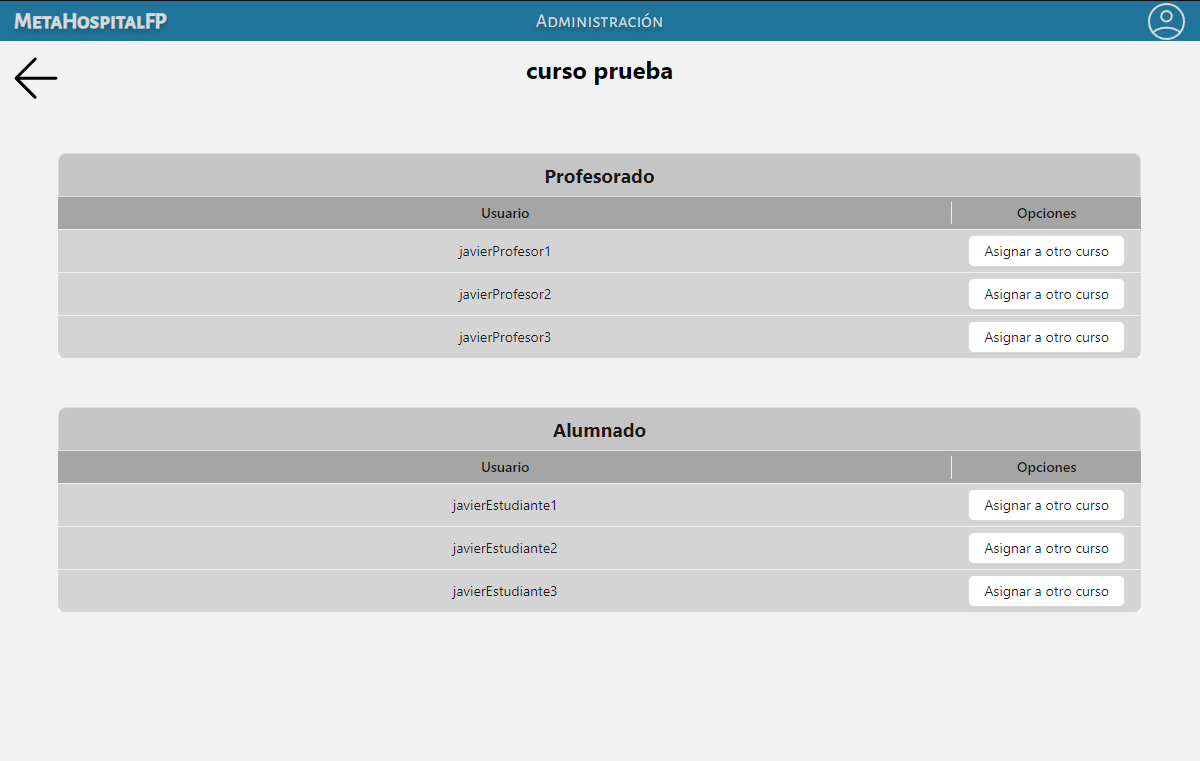 MetaHospitalFP
Administración
curso prueba
Profesorado
Usuario Opciones
javierProfesor1 Asignar a otro curso
javierProfesor2 Asignar a otro curso
javierProfesor3 Asignar a otro curso
Alumnado
Usuario Opciones
javierEstudiante1 Asignar a otro curso
javierEstudiante2 Asignar a otro curso
javierEstudiante3 Asignar a otro curso